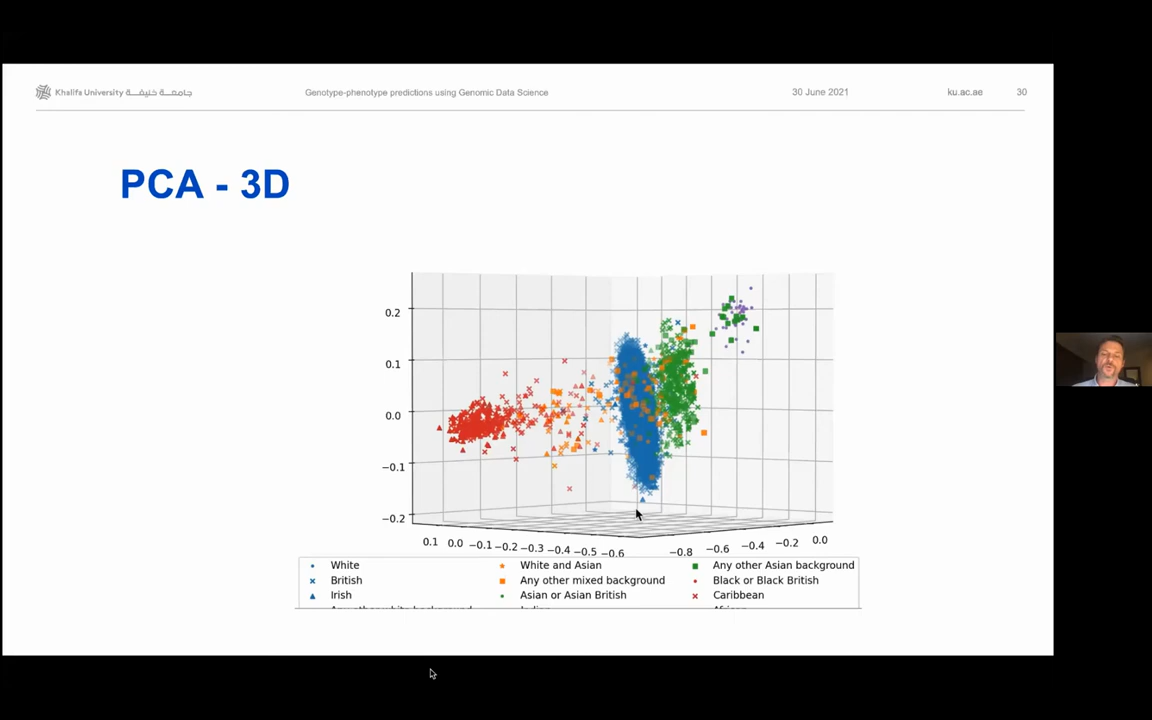 Khalifa University جامعة خليفة
Genotype-phenotype predictions using Genomic Data Science
30 June 2021
ku.ac.ae
30
PCA - 3D
0.2
0.1
0.0
−0.1
−0.2
0.1 0.0 −0.1 −0.2 −0.3 −0.4 −0.5 −0.6
−0.8 −0.6 −0.4 −0.2 0.0
White
British
Irish
White and Asian
Any other mixed background
Asian or Asian British
Any other Asian background
Black or Black British
Caribbean